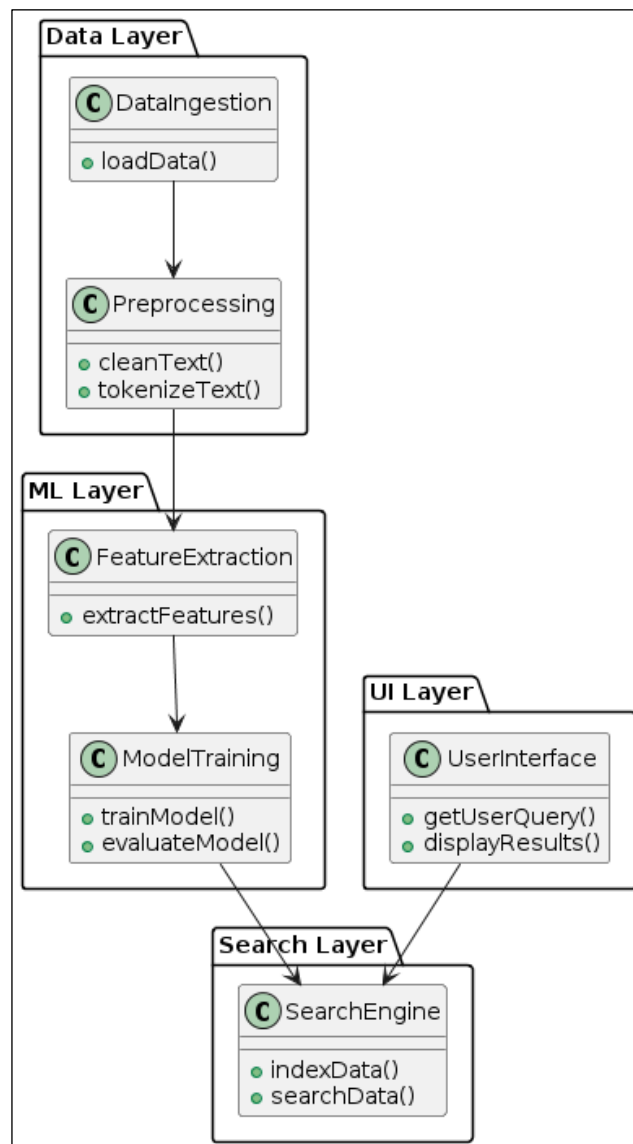 Data Layer
C DataIngestion
loadData()
C Preprocessing
cleanText()
tokenizeText()
ML Layer
C FeatureExtraction
extractFeatures()
C ModelTraining
trainModel()
evaluateModel()
UI Layer
C UserInterface
getUserQuery()
displayResults()
Search Layer
C SearchEngine
indexData()
searchData()